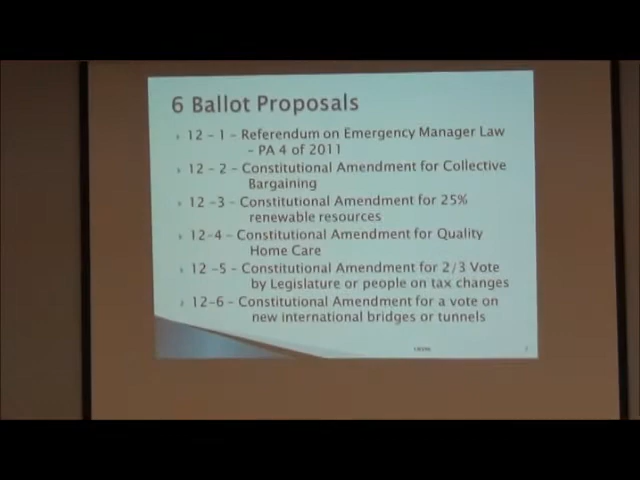 6 Ballot Proposals
12 - 1 - Referendum on Emergency Manager Law
- PA 4 of 2011
12 - 2 - Constitutional Amendment for Collective
Bargaining
12 -3 - Constitutional Amendment for 25%
renewable resources
12-4 - Constitutional Amendment for Quality
Home Care
12 -5 - Constitutional Amendment for 2/3 Vote
by Legislature or people on tax changes
12-6 - Constitutional Amendment for a vote on
new international bridges or tunnels